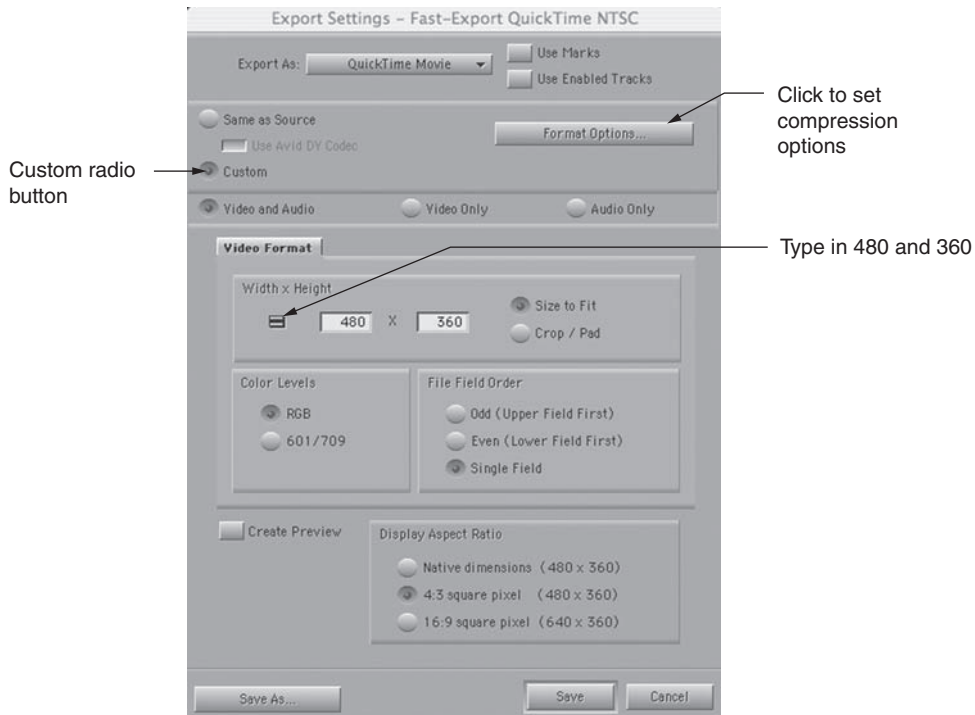 Export Settings – Fast-Export QuickTime NTSC
Export As: QuickTime Movie
Use Marks
Use Enabled Tracks
Click to set
compression
options
Same as Source
Format Options...
Use Avid DV Codec
Custom radio
button
Custom
Video and Audio Video Only Audio Only
Video Format
Type in 480 and 360
Width x Height
480 X 360
Size to Fit
Crop / Pad
Color Levels
RGB
601/709
File Field Order
Odd (Upper Field First)
Even (Lower Field First)
Single Field
Create Preview
Display Aspect Ratio
Native dimensions (480 x 360)
4:3 square pixel (480 x 360)
16:9 square pixel (640 x 360)
Save As... Save Cancel